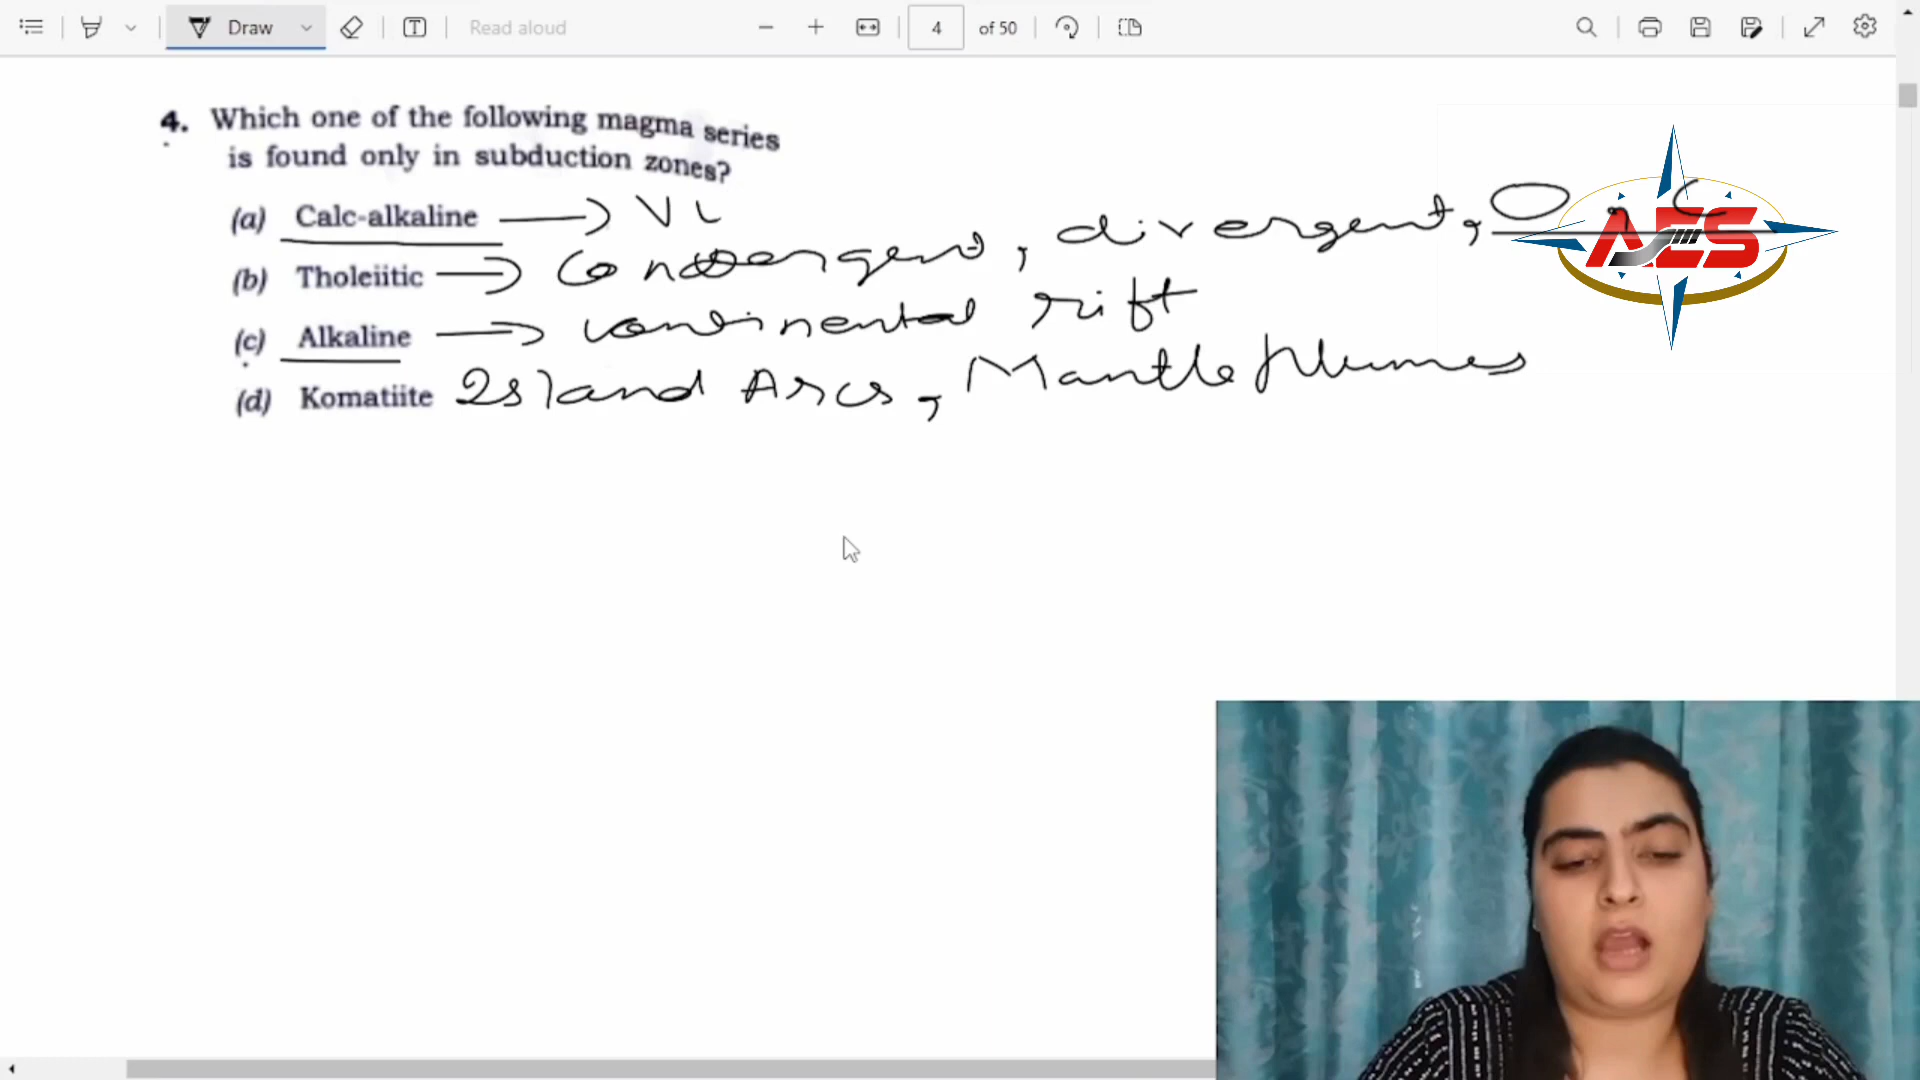 Draw
Read aloud
4 of 50
4. Which one of the following magma series
is found only in subduction zones?
(a) Calc-alkaline
divergent, O, C
(b) Tholeiitic → Convergent,
(c) Alkaline → continental rift
(d) Komatiite Island Arcs, Mantle plumes
AES